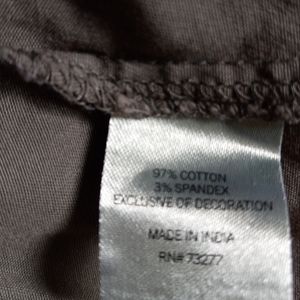 97% COTTON
3% SPANDEX
EXCLUSIVE OF DECORATION
MADE IN INDIA
RN# 73277